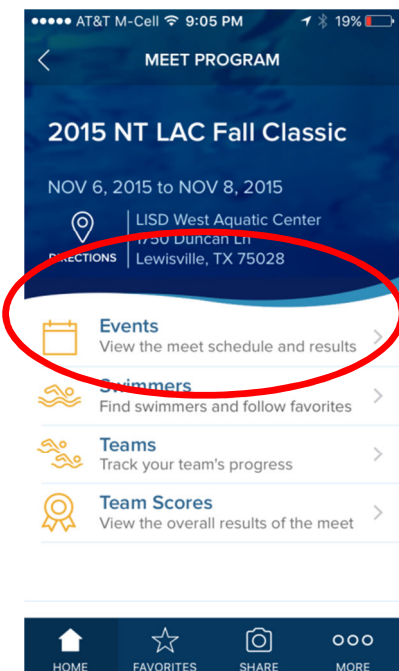 AT&T M-Cell 9:05 PM 19%
MEET PROGRAM
2015 NT LAC Fall Classic
NOV 6, 2015 to NOV 8, 2015
LISD West Aquatic Center
1750 Duncan Ln
DIRECTIONS Lewisville, TX 75028
Events
View the meet schedule and results
Swimmers
Find swimmers and follow favorites
Teams
Track your team's progress
Team Scores
View the overall results of the meet
HOME FAVORITES SHARE MORE